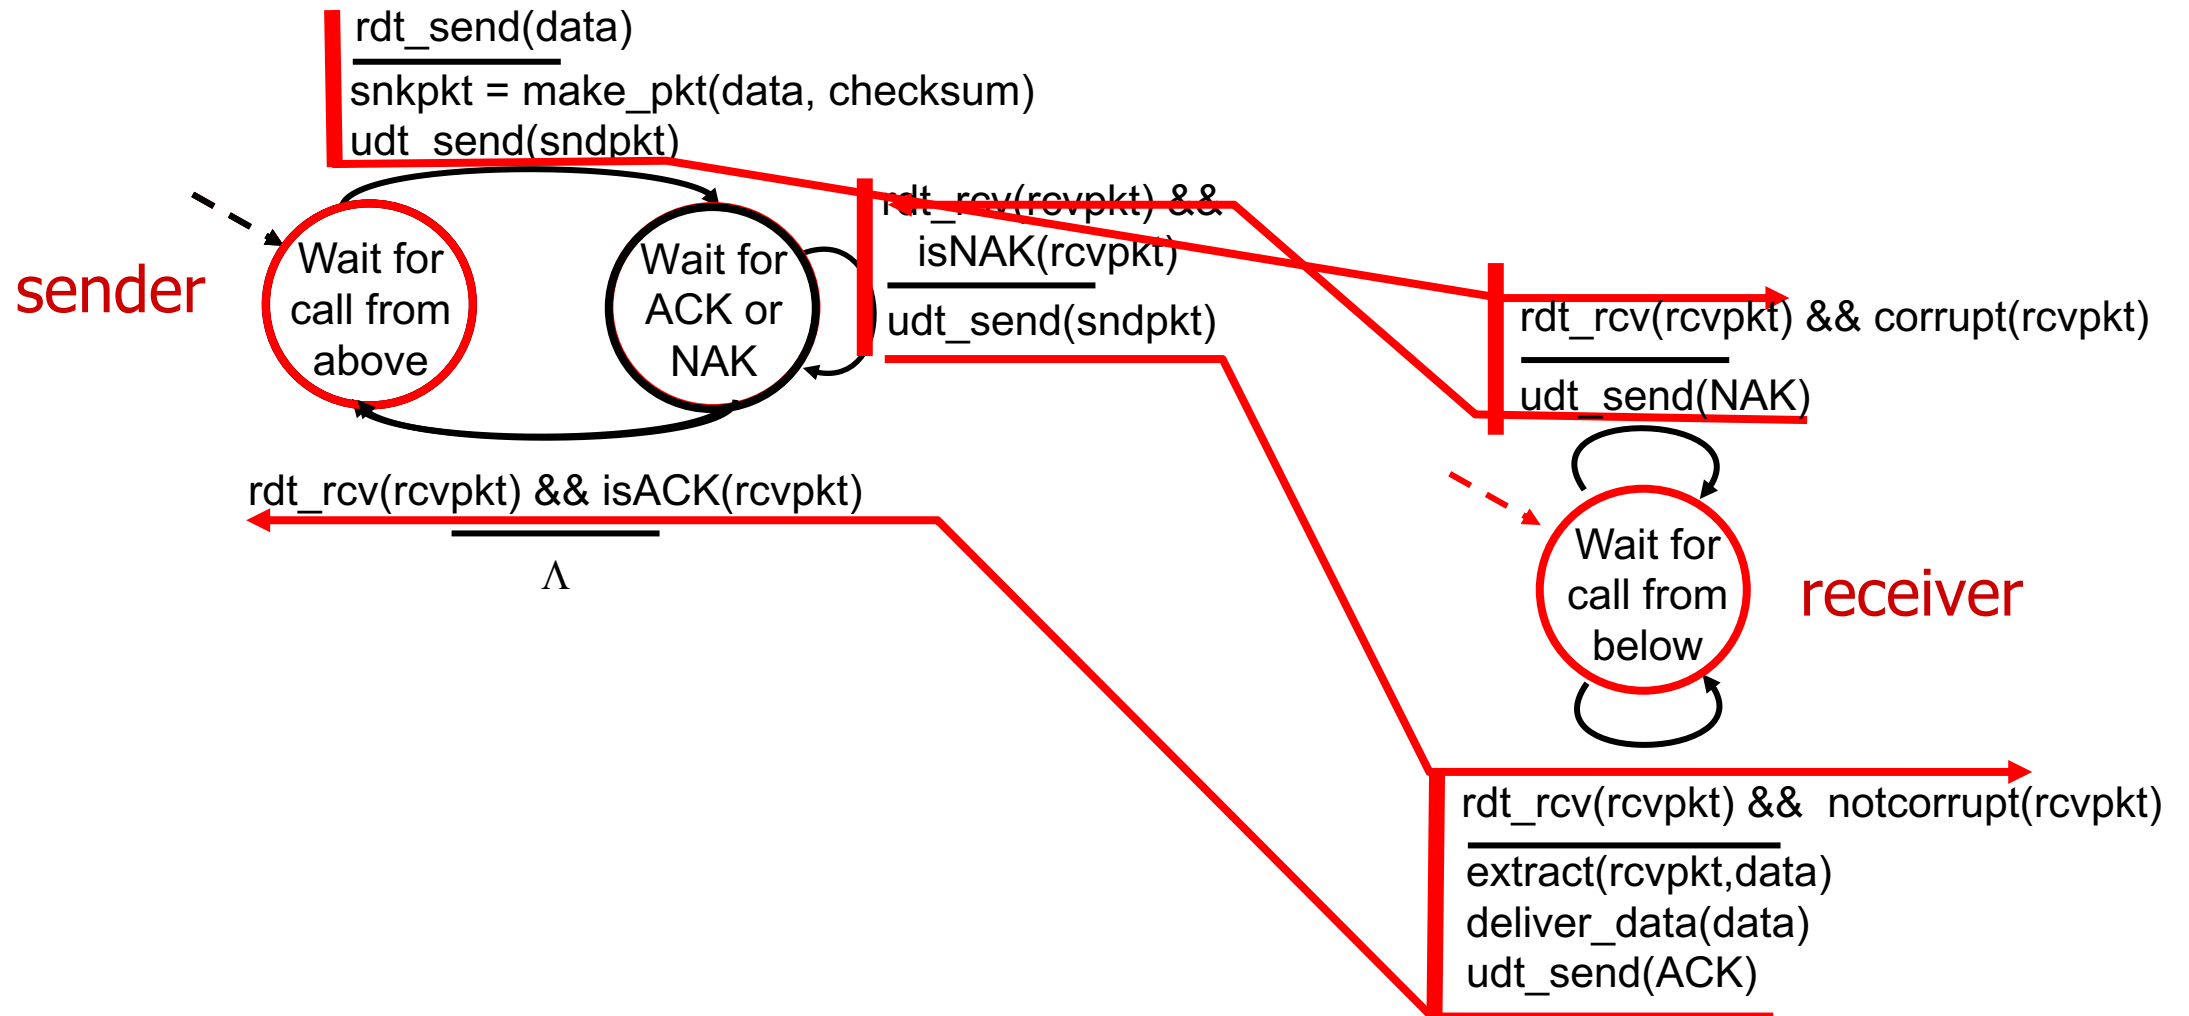 rdt_send(data)
snkpkt = make_pkt(data, checksum)
udt_send(sndpkt)
sender
Wait for
call from
above
Wait for
ACK or
NAK
rdt_rcv(rcvpkt) &&
isNAK(rcvpkt)
udt_send(sndpkt)
rdt_rcv(rcvpkt) && isACK(rcvpkt)
Λ
rdt_rcv(rcvpkt) && corrupt(rcvpkt)
udt_send(NAK)
Wait for
call from
below
receiver
rdt_rcv(rcvpkt) && notcorrupt(rcvpkt)
extract(rcvpkt,data)
deliver_data(data)
udt_send(ACK)